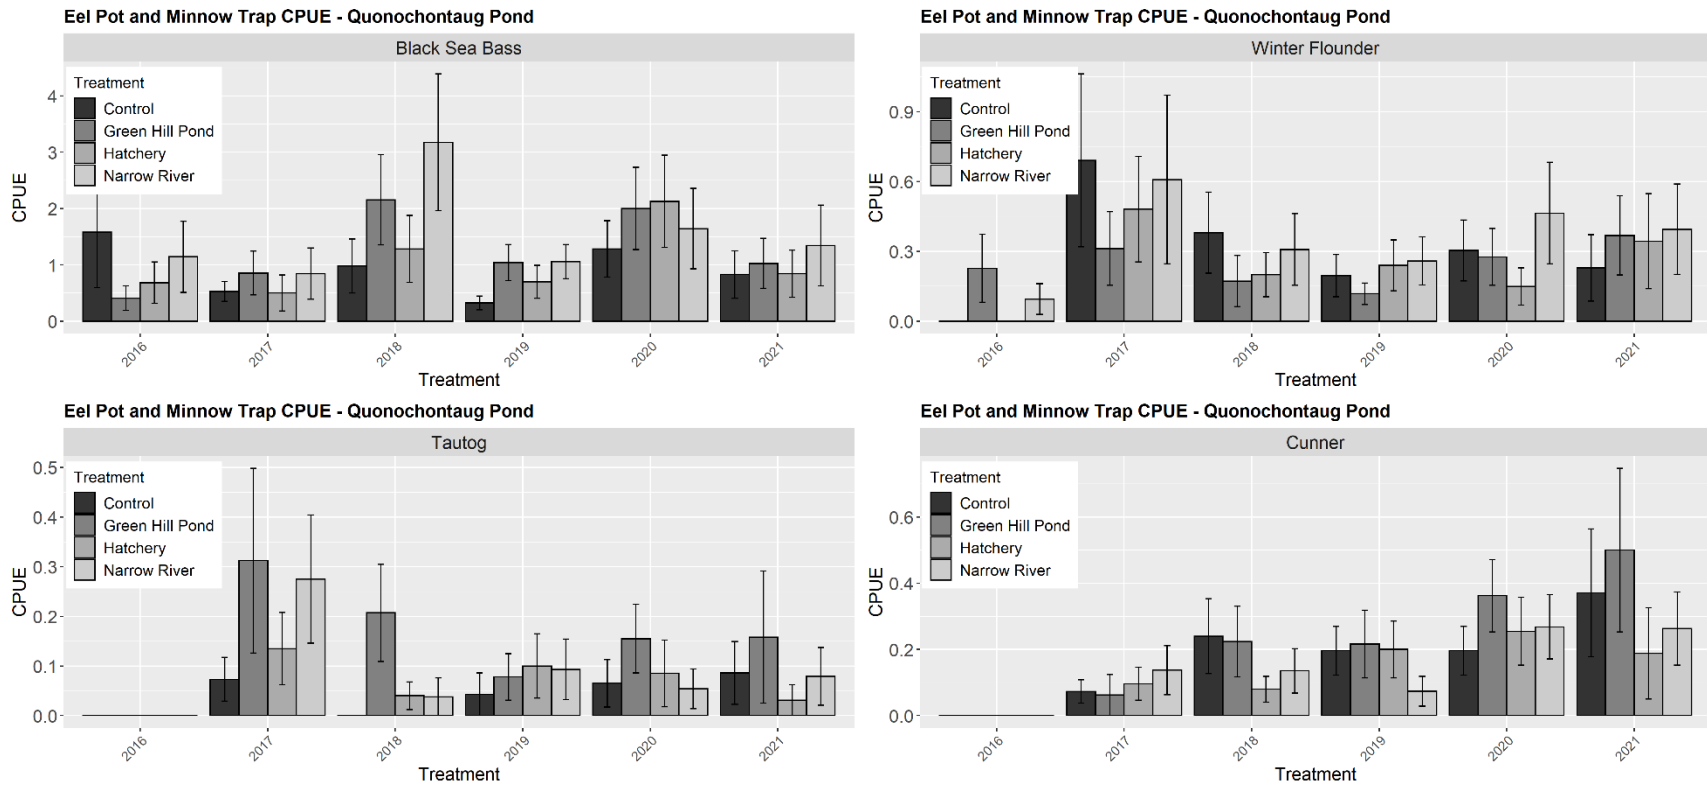 Eel Pot and Minnow Trap CPUE - Quonochontaug Pond
Black Sea Bass
Treatment
Control
Green Hill Pond
Hatchery
Narrow River
CPUE
4
3
2
1
0
2016 2017 2018 2019 2020 2021
Treatment
Eel Pot and Minnow Trap CPUE - Quonochontaug Pond
Winter Flounder
Treatment
Control
Green Hill Pond
Hatchery
Narrow River
CPUE
0.9
0.6
0.3
0.0
2016 2017 2018 2019 2020 2021
Treatment
Eel Pot and Minnow Trap CPUE - Quonochontaug Pond
Tautog
Treatment
Control
Green Hill Pond
Hatchery
Narrow River
CPUE
0.5
0.4
0.3
0.2
0.1
0.0
2016 2017 2018 2019 2020 2021
Treatment
Eel Pot and Minnow Trap CPUE - Quonochontaug Pond
Cunner
Treatment
Control
Green Hill Pond
Hatchery
Narrow River
CPUE
0.6
0.4
0.2
0.0
2016 2017 2018 2019 2020 2021
Treatment